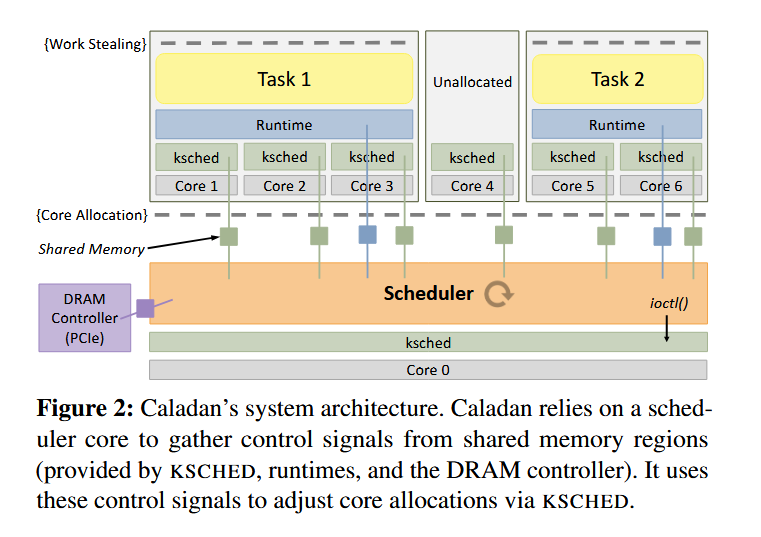 {Work Stealing}
Task 1
Unallocated
Task 2
Runtime
Runtime
ksched
ksched
ksched
ksched
ksched
ksched
Core 1
Core 2
Core 3
Core 4
Core 5
Core 6
{Core Allocation}
Shared Memory
DRAM
Controller
(PCIe)
Scheduler
ioctl()
ksched
Core 0
Figure 2: Caladan’s system architecture. Caladan relies on a sched-
uler core to gather control signals from shared memory regions
(provided by KSCHED, runtimes, and the DRAM controller). It uses
these control signals to adjust core allocations via KSCHED.